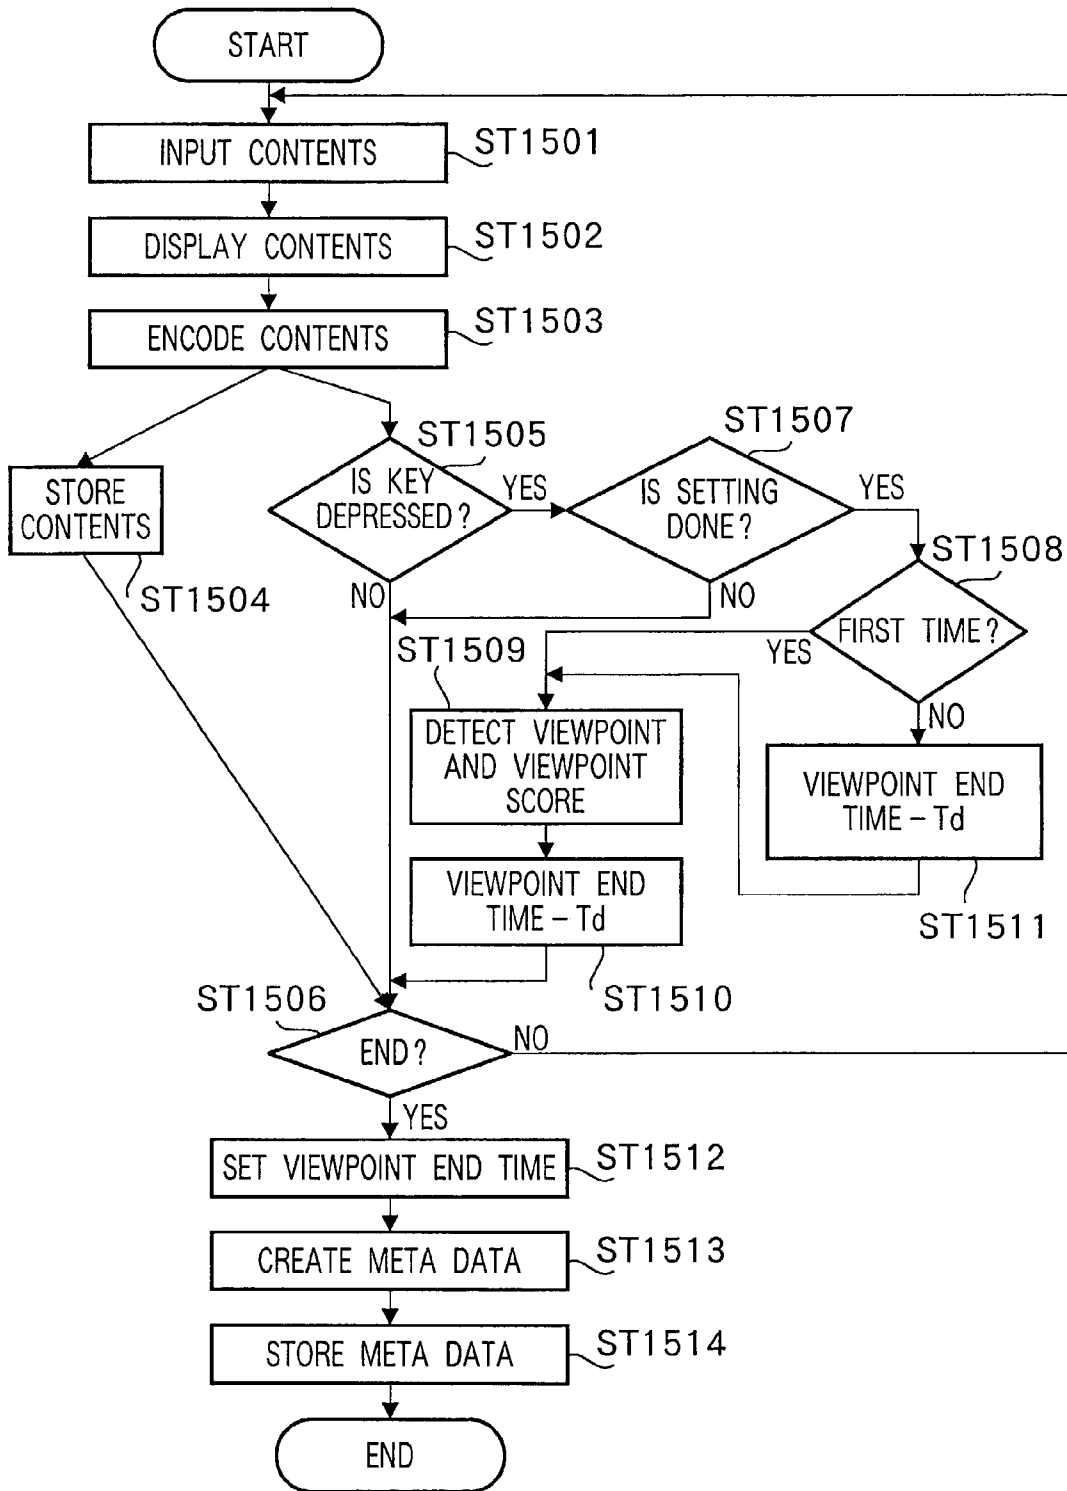 START
INPUT CONTENTS
ST1501
DISPLAY CONTENTS
ST1502
ENCODE CONTENTS
ST1503
STORE
CONTENTS
ST1504
IS KEY
DEPRESSED?
ST1505
YES
NO
IS SETTING
DONE?
ST1507
YES
NO
ST1508
FIRST TIME?
YES
NO
ST1509
DETECT VIEWPOINT
AND VIEWPOINT
SCORE
VIEWPOINT END
TIME – Td
ST1510
VIEWPOINT END
TIME – Td
ST1511
ST1506
END?
NO
YES
SET VIEWPOINT END TIME
ST1512
CREATE META DATA
ST1513
STORE META DATA
ST1514
END